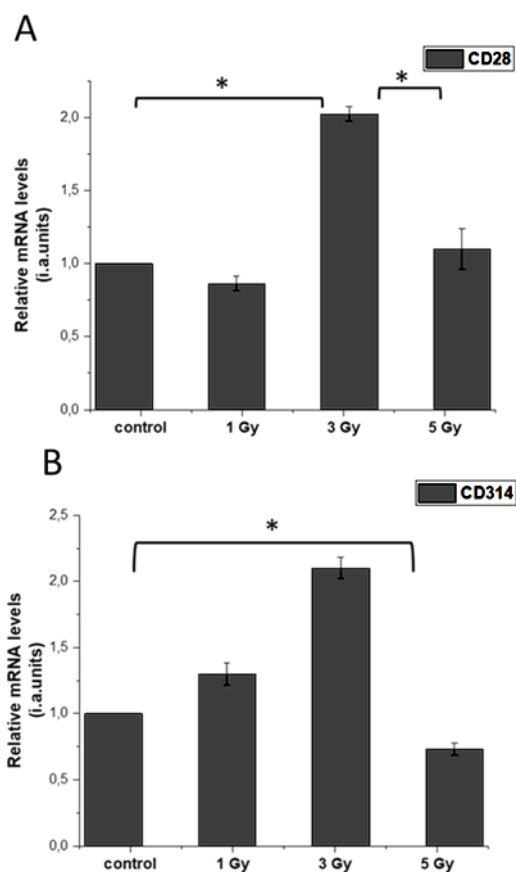 A
CD28
*
*
2,0
1,5
1,0
0,5
0,0
Relative mRNA levels
(i.a.units)
control 1 Gy 3 Gy 5 Gy
B
CD314
*
2,5
2,0
1,5
1,0
0,5
0,0
Relative mRNA levels
(i.a.units)
control 1 Gy 3 Gy 5 Gy